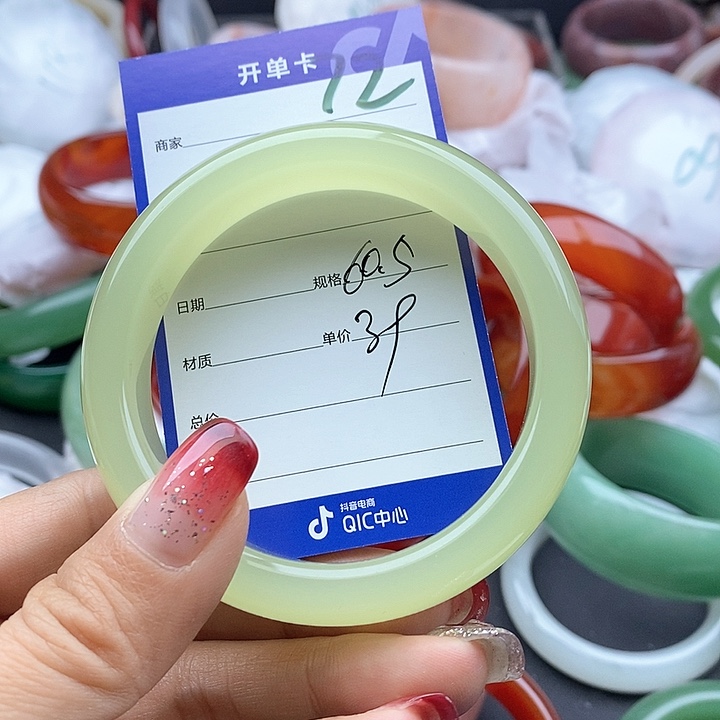 开单卡
12
商家
日期 规格 60.5
材质 单价 39
总价
抖音电商
QIC中心